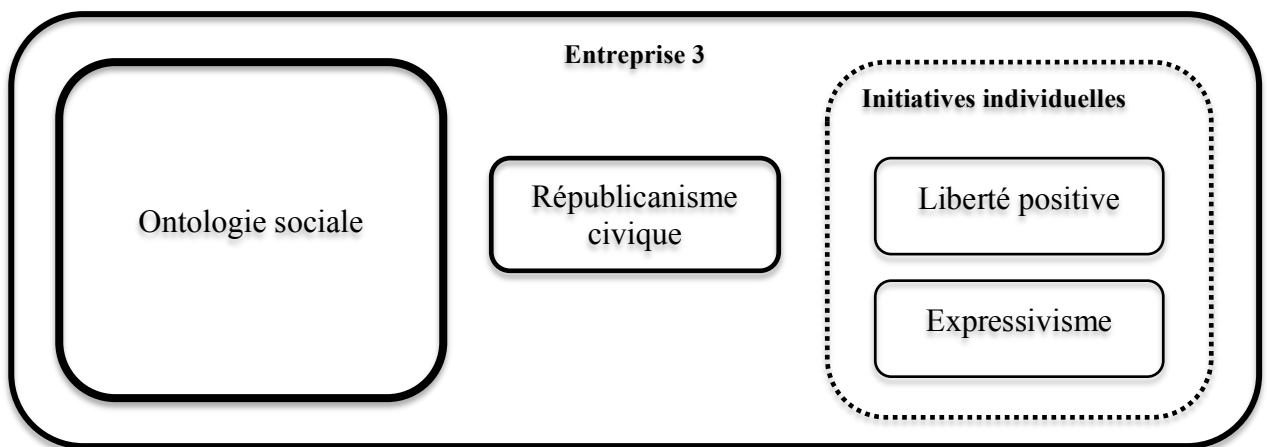 Entreprise 3
Ontologie sociale
Républicanisme
civique
Initiatives individuelles
Liberté positive
Expressivisme